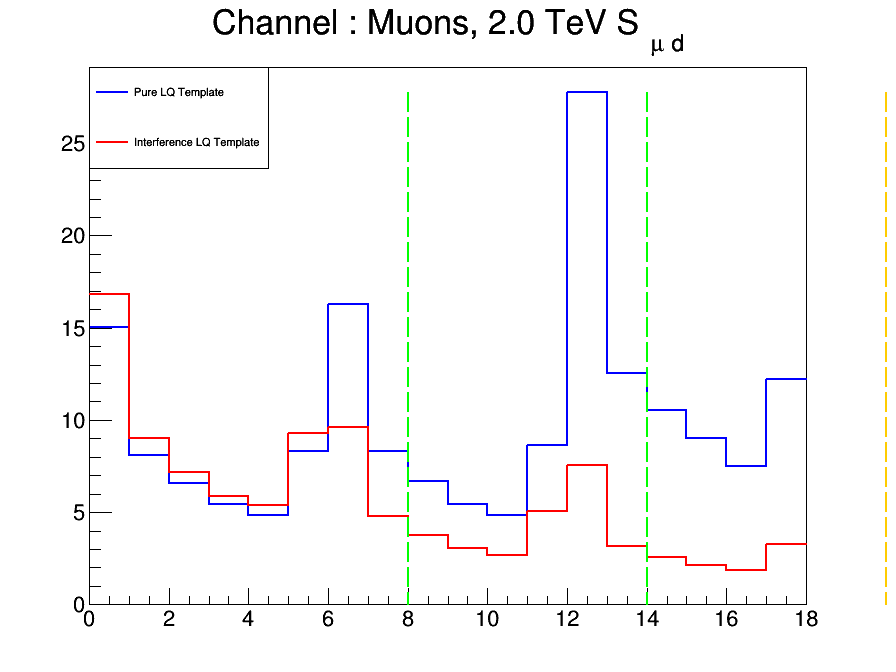 Channel : Muons, 2.0 TeV S μ d
Pure LQ Template
Interference LQ Template
25
20
15
10
5
0
0 2 4 6 8 10 12 14 16 18